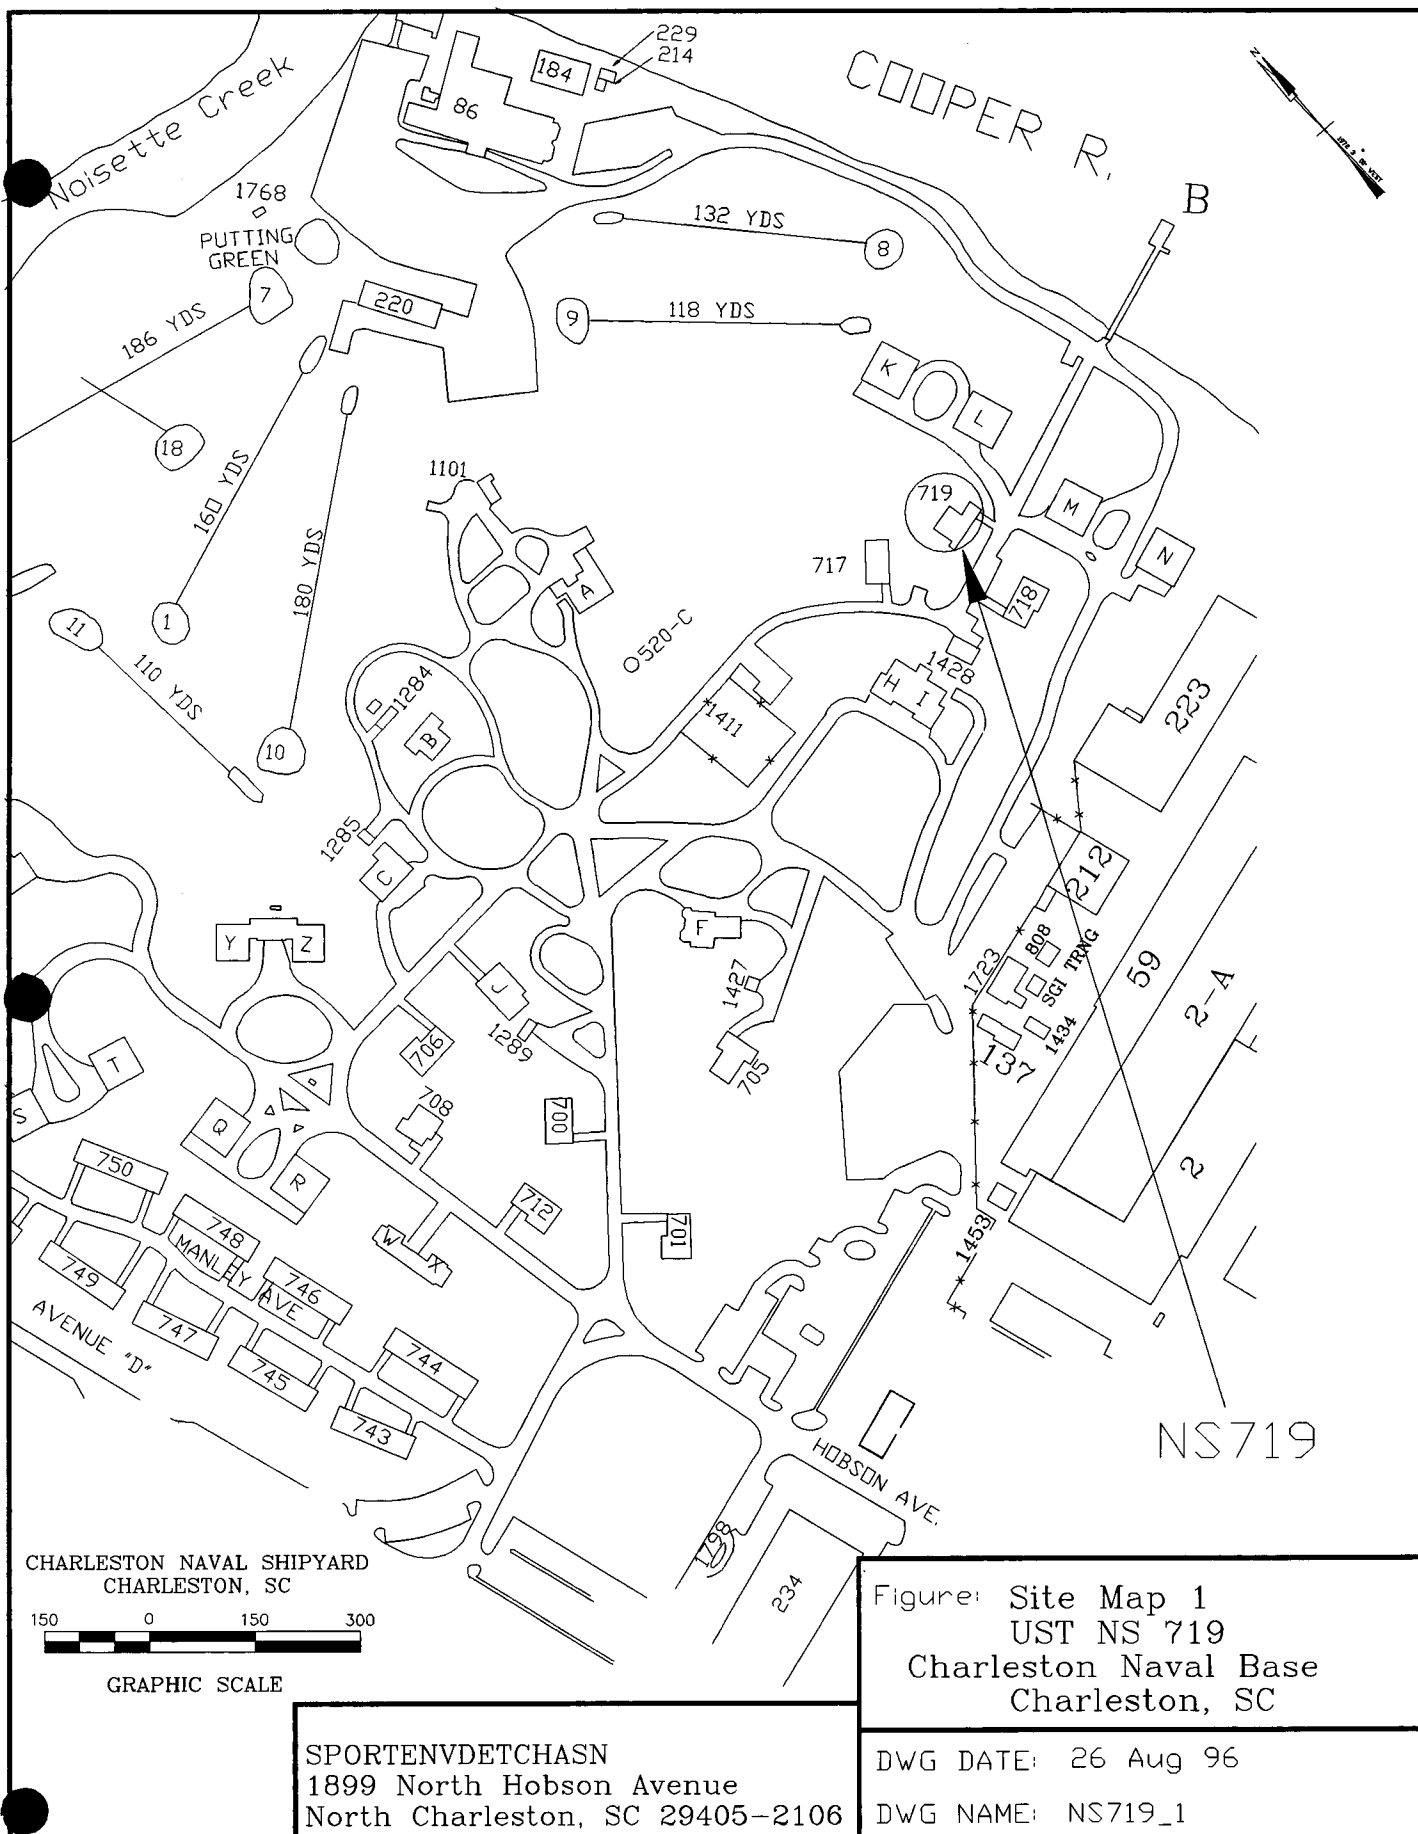 229
214
184
COOPER R.
N
86
Noisette Creek
B
1768
132 YDS
8
PUTTING
GREEN
7
220
9
118 YDS
186 YDS
K
L
18
1101
719
M
160 YDS
180 YDS
717
N
A
718
11
1
520-C
110 YDS
1428
1284
H
I
223
1411
B
10
1285
C
212
Y
Z
F
808
1723
SGI TRNG
59
2-A
1427
J
1289
706
1434
137
T
705
708
S
Q
700
750
R
712
2
701
748
W
X
1453
MANLEY AVE
749
746
AVENUE "D"
747
745
744
743
NS719
HOBSON AVE.
1798
234
CHARLESTON NAVAL SHIPYARD
CHARLESTON, SC
150 0 150 300
GRAPHIC SCALE
Figure: Site Map 1
UST NS 719
Charleston Naval Base
Charleston, SC
SPORTENVDETCHASN
1899 North Hobson Avenue
North Charleston, SC 29405-2106
DWG DATE: 26 Aug 96
DWG NAME: NS719_1